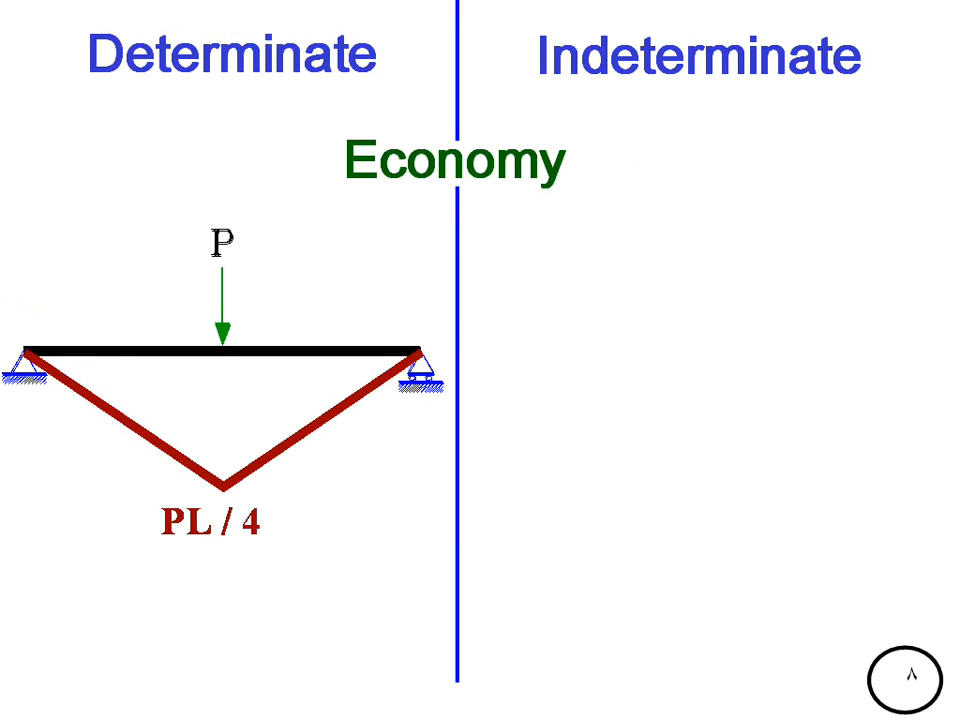 Determinate
Indeterminate
Economy
P
PL / 4
٨